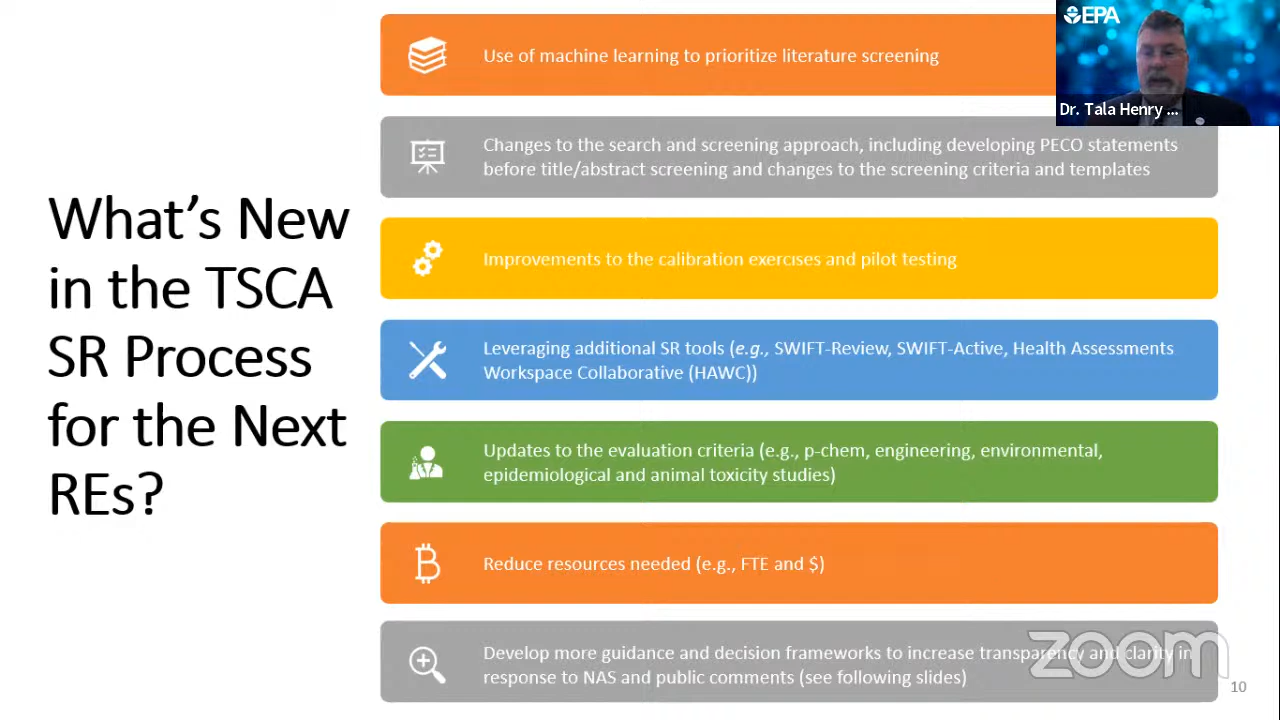 What's New
in the TSCA
SR Process
for the Next
REs?
Use of machine learning to prioritize literature screening
EPA
Dr. Tala Henry ...
Changes to the search and screening approach, including developing PECO statements
before title/abstract screening and changes to the screening criteria and templates
Improvements to the calibration exercises and pilot testing
Leveraging additional SR tools (e.g., SWIFT-Review, SWIFT-Active, Health Assessments
Workspace Collaborative (HAWC))
Updates to the evaluation criteria (e.g., p-chem, engineering, environmental,
epidemiological and animal toxicity studies)
Reduce resources needed (e.g., FTE and $)
Develop more guidance and decision frameworks to increase transparency and clarity in
response to NAS and public comments (see following slides)
zoom
10